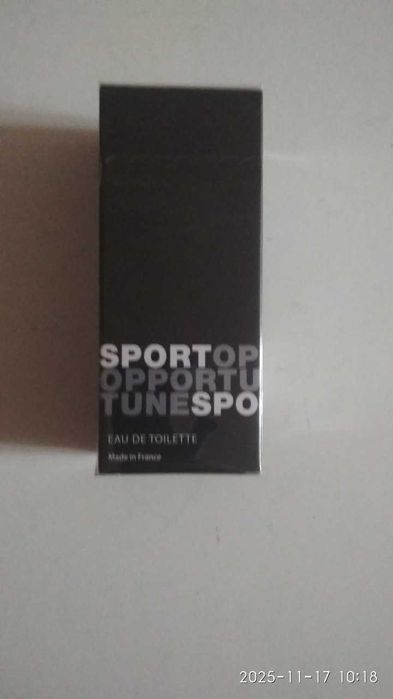 SPORTOP
OPPORTU
TUNESPO
EAU DE TOILETTE
Made in France
2025-11-17 10:18